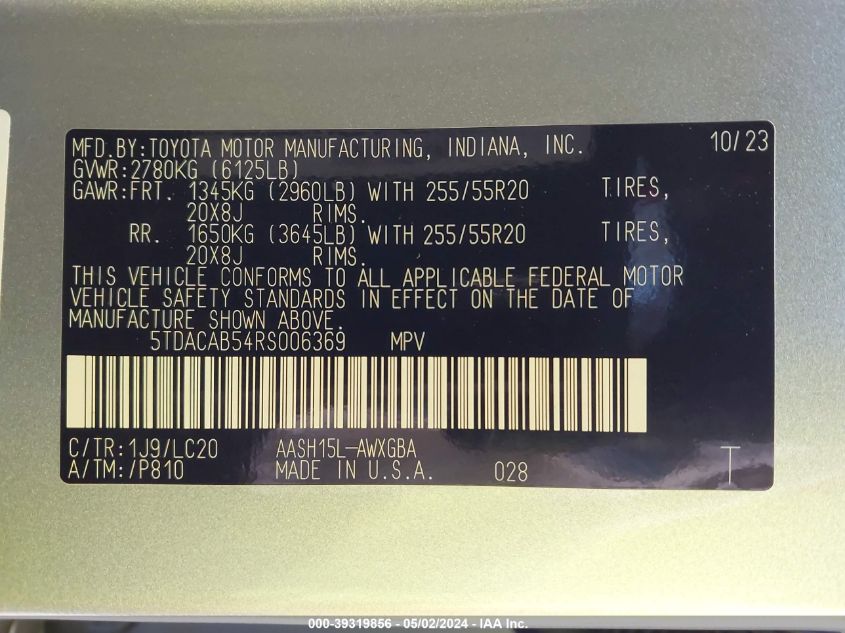 MFD.BY:TOYOTA MOTOR MANUFACTURING, INDIANA, INC. 10/23
GVWR:2780KG (6125LB)
GAWR:FRT. 1345KG (2960LB) WITH 255/55R20 TIRES,
20X8J RIMS.
RR. 1650KG (3645LB) WITH 255/55R20 TIRES,
20X8J RIMS.
THIS VEHICLE CONFORMS TO ALL APPLICABLE FEDERAL MOTOR
VEHICLE SAFETY STANDARDS IN EFFECT ON THE DATE OF
MANUFACTURE SHOWN ABOVE.
5TDACAB54RS006369 MPV
C/TR:1J9/LC20 AASH15L-AWXGBA
A/TM:/P810 MADE IN U.S.A. 028 T
000-39319856 - 05/02/2024 - IAA Inc.